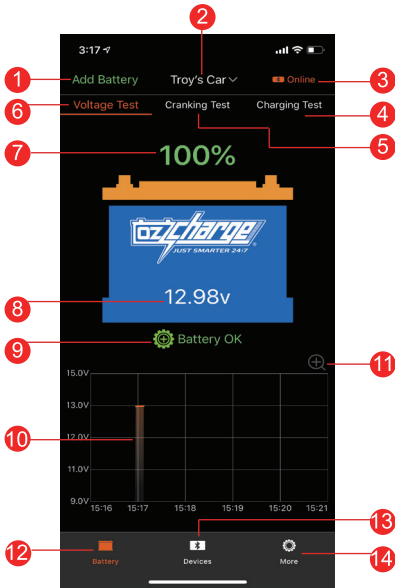 2
3:17
1 Add Battery Troy's Car Online 3
6 Voltage Test Cranking Test Charging Test 4
5
7 100%
OZ charge®
JUST SMARTER 24·7
8 12.98v
9 Battery OK
11
15.0V
13.0V
10 12.0V
11.0V
9.0V
15:16 15:17 15:18 15:19 15:20 15:21
13
12 Battery Devices More 14